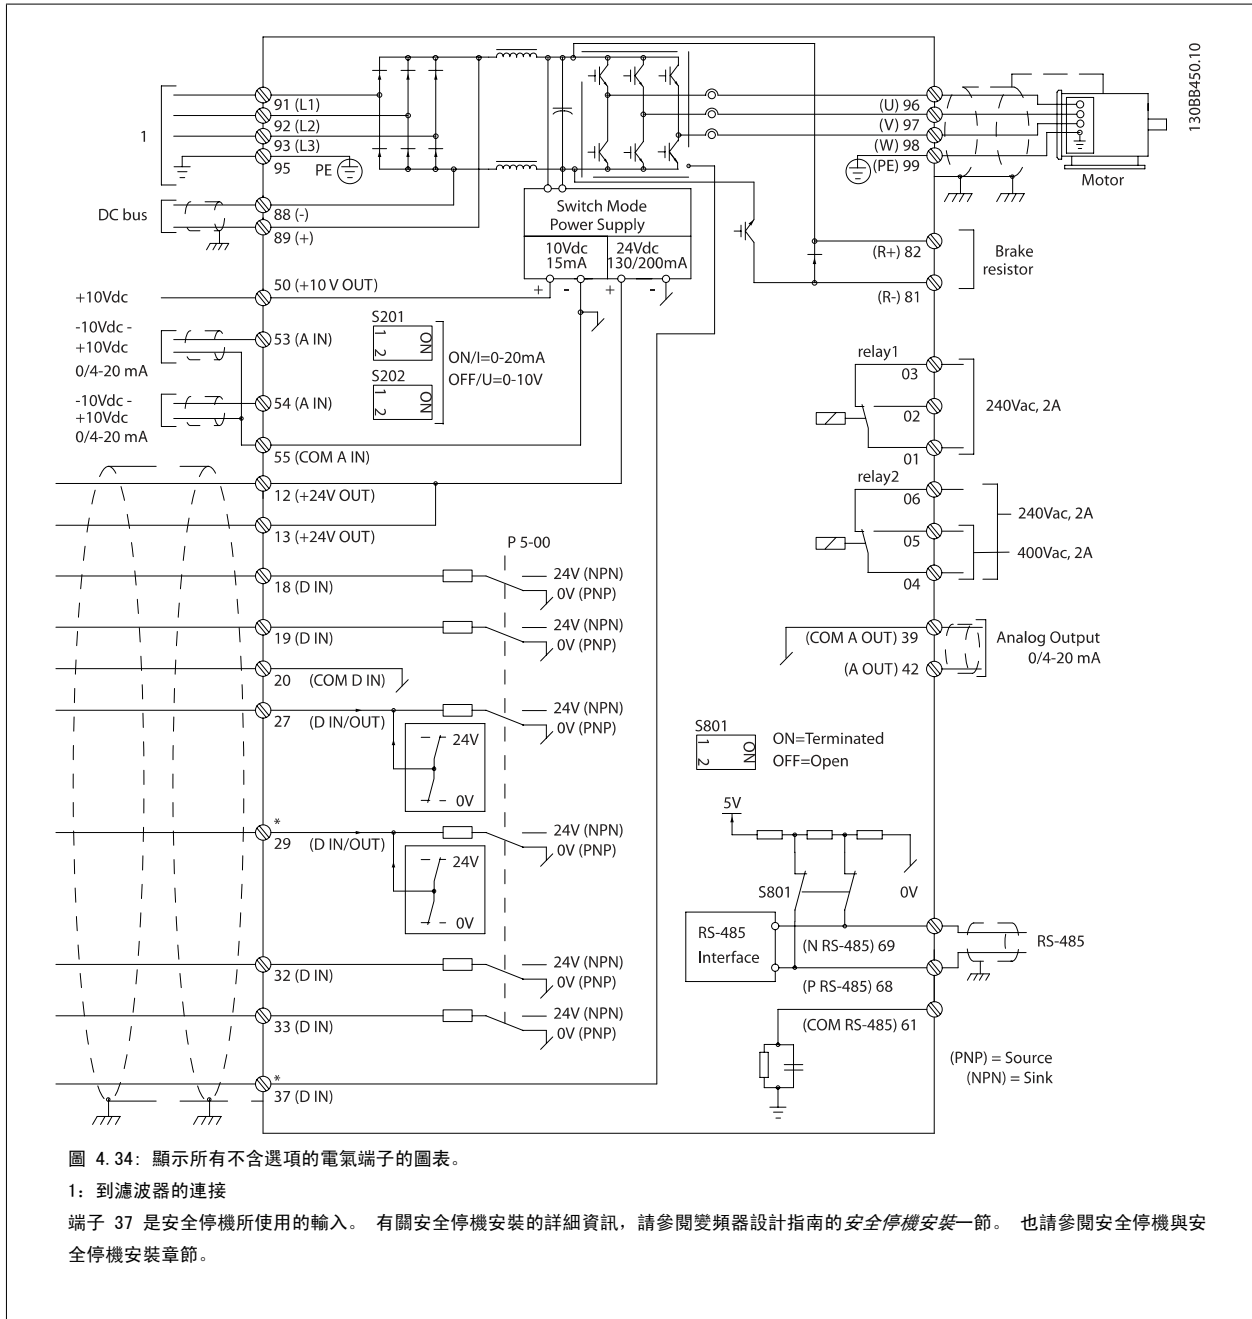 130BB450.10
1
91 (L1)
92 (L2)
93 (L3)
95
PE
DC bus
88 (-)
89 (+)
Switch Mode
Power Supply
10Vdc
15mA
24Vdc
130/200mA
+
-
+
-
(U) 96
(V) 97
(W) 98
(PE) 99
Motor
(R+) 82
(R-) 81
Brake
resistor
+10Vdc
50 (+10 V OUT)
-10Vdc -
+10Vdc
0/4-20 mA
53 (A IN)
-10Vdc -
+10Vdc
0/4-20 mA
54 (A IN)
55 (COM A IN)
S201
1
2
ON
S202
1
2
ON
ON/I=0-20mA
OFF/U=0-10V
relay1
03
02
01
240Vac, 2A
relay2
06
05
04
240Vac, 2A
400Vac, 2A
12 (+24V OUT)
13 (+24V OUT)
P 5-00
18 (D IN)
24V (NPN)
0V (PNP)
19 (D IN)
24V (NPN)
0V (PNP)
20 (COM D IN)
27 (D IN/OUT)
24V (NPN)
0V (PNP)
24V
0V
*
29 (D IN/OUT)
24V (NPN)
0V (PNP)
24V
0V
32 (D IN)
24V (NPN)
0V (PNP)
33 (D IN)
24V (NPN)
0V (PNP)
*
37 (D IN)
(COM A OUT) 39
(A OUT) 42
Analog Output
0/4-20 mA
S801
1
2
ON
ON=Terminated
OFF=Open
5V
S801
0V
RS-485
Interface
(N RS-485) 69
(P RS-485) 68
RS-485
(COM RS-485) 61
(PNP) = Source
(NPN) = Sink
圖 4.34: 顯示所有不含選項的電氣端子的圖表。
1: 到濾波器的連接
端子 37 是安全停機所使用的輸入。 有關安全停機安裝的詳細資訊, 請參閱變頻器設計指南的安全停機安裝一節。 也請參閱安全停機與安
全停機安裝章節。